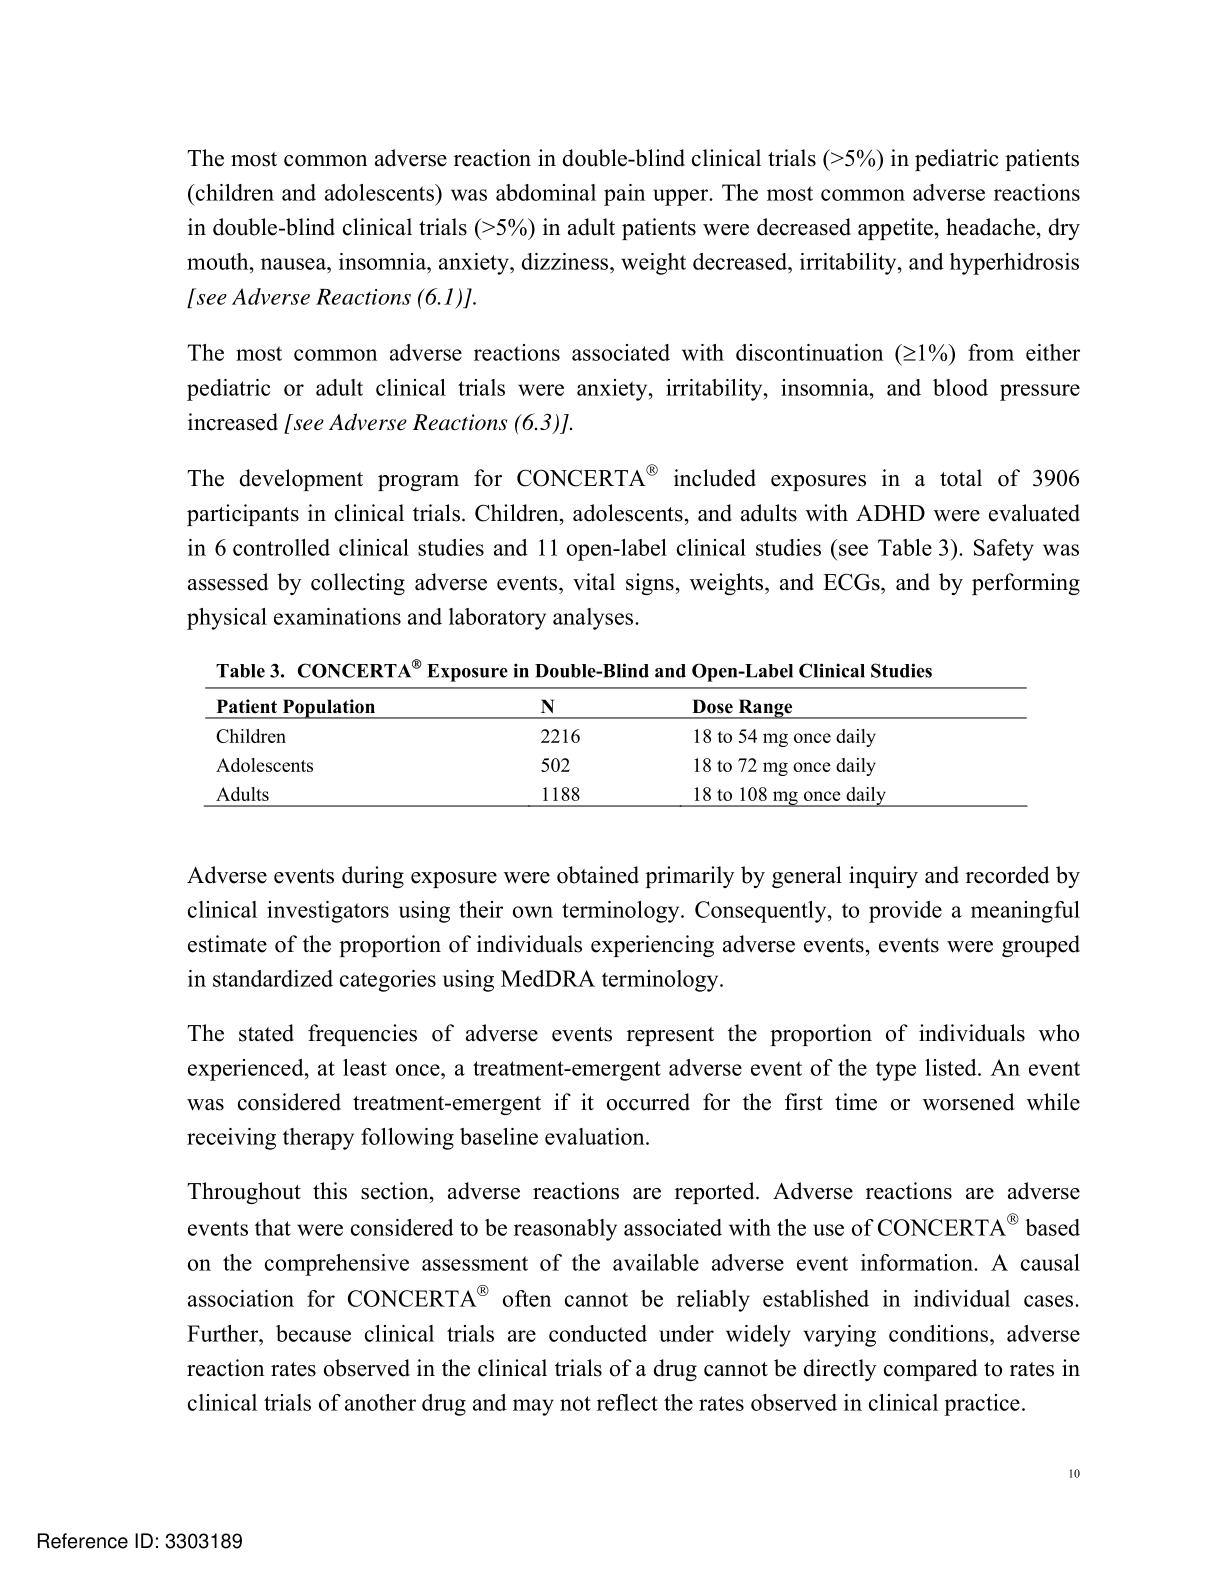 The most common adverse reaction in double-blind clinical trials (>5%) in pediatric patients
(children and adolescents) was abdominal pain upper. The most common adverse reactions
in double-blind clinical trials (>5%) in adult patients were decreased appetite, headache, dry
mouth, nausea, insomnia, anxiety, dizziness, weight decreased, irritability, and hyperhidrosis
[see Adverse Reactions (6.1)].
The most common adverse reactions associated with discontinuation (≥1%) from either
pediatric or adult clinical trials were anxiety, irritability, insomnia, and blood pressure
increased [see Adverse Reactions (6.3)].
The development program for CONCERTA® included exposures in a total of 3906
participants in clinical trials. Children, adolescents, and adults with ADHD were evaluated
in 6 controlled clinical studies and 11 open-label clinical studies (see Table 3). Safety was
assessed by collecting adverse events, vital signs, weights, and ECGs, and by performing
physical examinations and laboratory analyses.
Table 3. CONCERTA® Exposure in Double-Blind and Open-Label Clinical Studies
Patient Population N Dose Range
Children 2216 18 to 54 mg once daily
Adolescents 502 18 to 72 mg once daily
Adults 1188 18 to 108 mg once daily
Adverse events during exposure were obtained primarily by general inquiry and recorded by
clinical investigators using their own terminology. Consequently, to provide a meaningful
estimate of the proportion of individuals experiencing adverse events, events were grouped
in standardized categories using MedDRA terminology.
The stated frequencies of adverse events represent the proportion of individuals who
experienced, at least once, a treatment-emergent adverse event of the type listed. An event
was considered treatment-emergent if it occurred for the first time or worsened while
receiving therapy following baseline evaluation.
Throughout this section, adverse reactions are reported. Adverse reactions are adverse
events that were considered to be reasonably associated with the use of CONCERTA® based
on the comprehensive assessment of the available adverse event information. A causal
association for CONCERTA® often cannot be reliably established in individual cases.
Further, because clinical trials are conducted under widely varying conditions, adverse
reaction rates observed in the clinical trials of a drug cannot be directly compared to rates in
clinical trials of another drug and may not reflect the rates observed in clinical practice.
10
Reference ID: 3303189